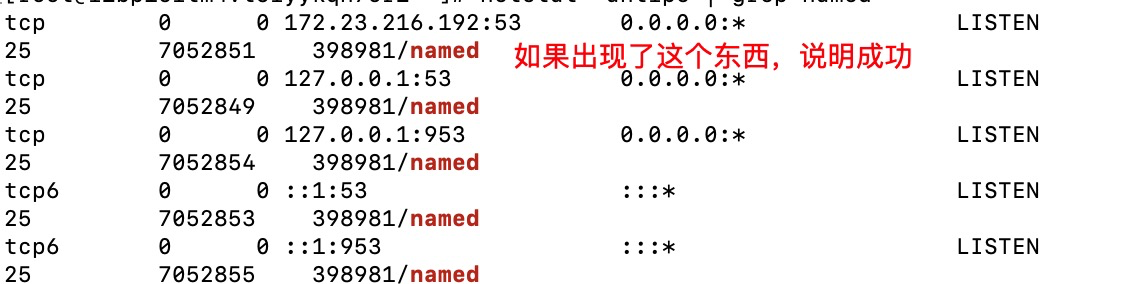 tcp 0 0 172.23.216.192:53 0.0.0.0:* LISTEN
25 7052851 398981/named 如果出现了这个东西，说明成功
tcp 0 0 127.0.0.1:53 0.0.0.0:* LISTEN
25 7052849 398981/named
tcp 0 0 127.0.0.1:953 0.0.0.0:* LISTEN
25 7052854 398981/named
tcp6 0 0 ::1:53 :::* LISTEN
25 7052853 398981/named
tcp6 0 0 ::1:953 :::* LISTEN
25 7052855 398981/named